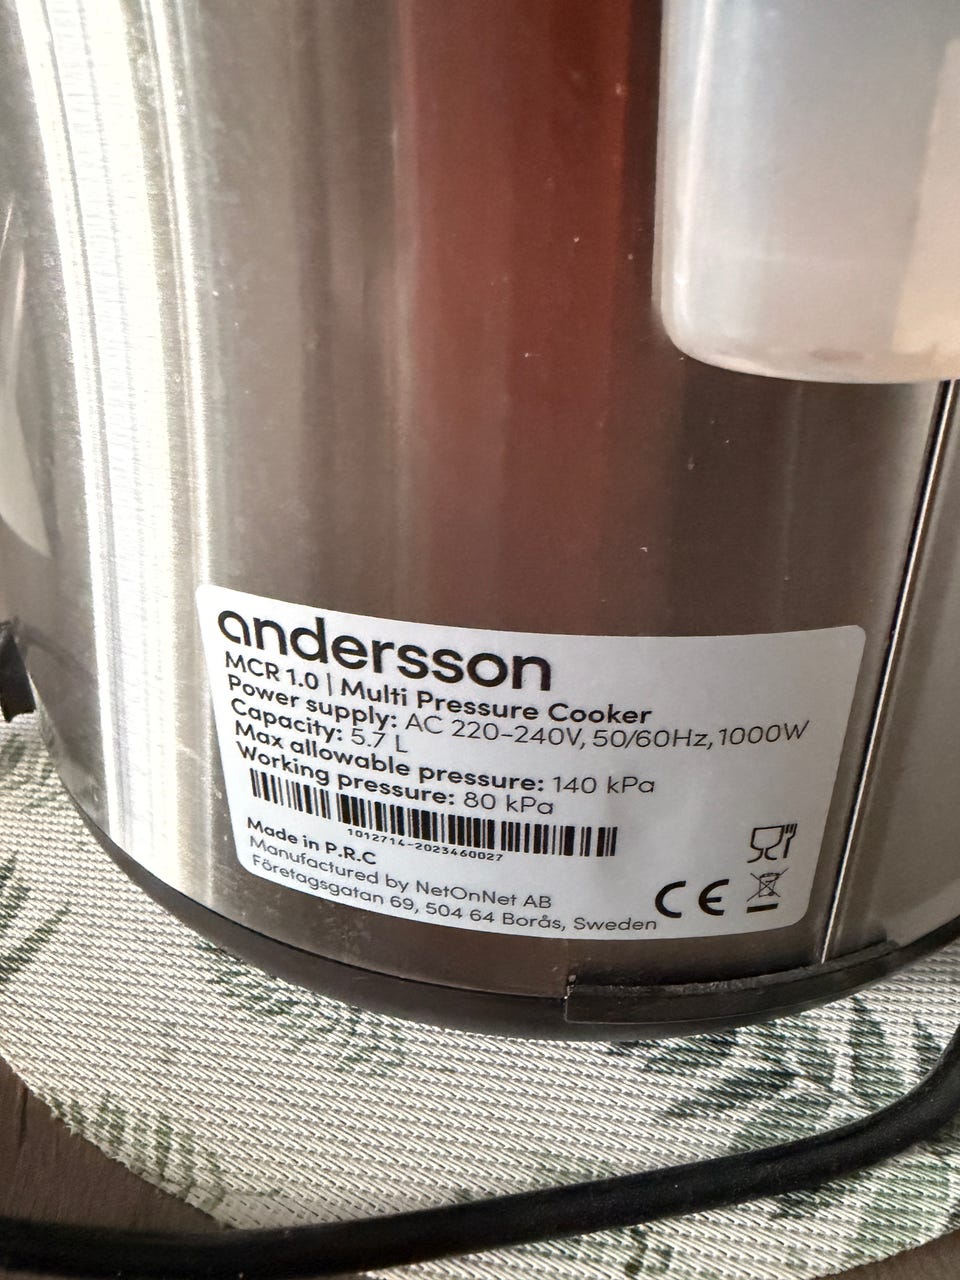 andersson
MCR 1.0 | Multi Pressure Cooker
Power supply: AC 220-240V, 50/60Hz, 1000W
Capacity: 5.7 L
Max allowable pressure: 140 kPa
Working pressure: 80 kPa
1012714-2023460027
Made in P.R.C
Manufactured by NetOnNet AB
Företagsgatan 69, 504 64 Borås, Sweden
CE